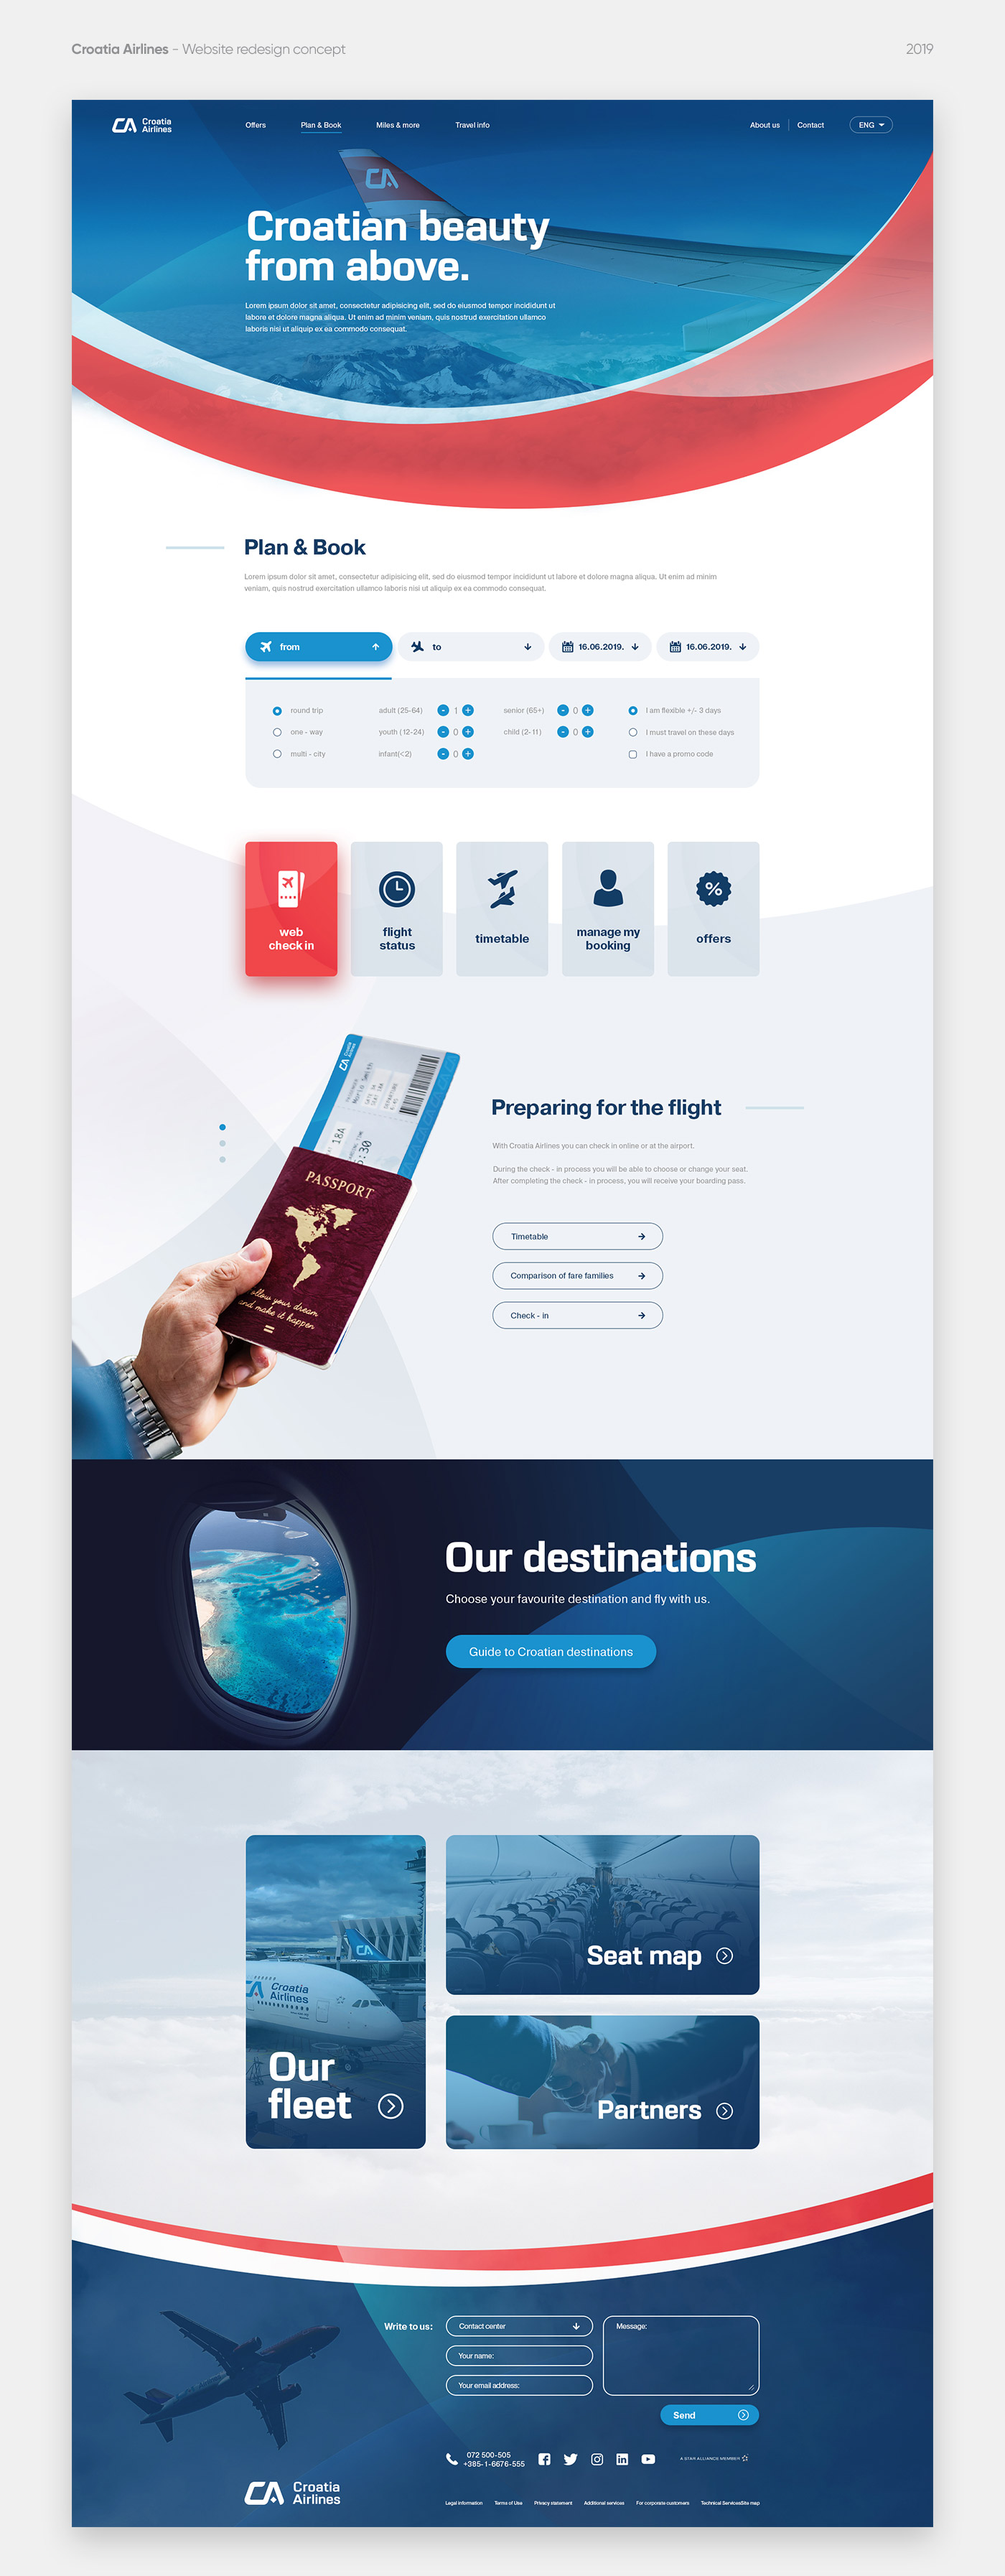 Croatia Airlines - Website redesign concept
2019
CA Croatia
Airlines
Offers
Plan & Book
Miles & more
Travel info
About us
Contact
ENG
CA
Croatian beauty
from above.
Lorem ipsum dolor sit amet, consectetur adipisicing elit, sed do eiusmod tempor incididunt ut
labore et dolore magna aliqua. Ut enim ad minim veniam, quis nostrud exercitation ullamco
laboris nisi ut aliquip ex ea commodo consequat.
Plan & Book
Lorem ipsum dolor sit amet, consectetur adipisicing elit, sed do eiusmod tempor incididunt ut labore et dolore magna aliqua. Ut enim ad minim
veniam, quis nostrud exercitation ullamco laboris nisi ut aliquip ex ea commodo consequat.
from
to
16.06.2019.
16.06.2019.
round trip
adult (25-64) - 1 +
senior (65+) - 0 +
I am flexible +/- 3 days
one - way
youth (12-24) - 0 +
child (2-11) - 0 +
I must travel on these days
multi - city
infant(<2) - 0 +
I have a promo code
web
check in
flight
status
timetable
manage my
booking
%
offers
CA Croatia
Airlines
18A
PASSPORT
ollow your dream
and make it happen
Preparing for the flight
With Croatia Airlines you can check in online or at the airport.
During the check - in process you will be able to choose or change your seat.
After completing the check - in process, you will receive your boarding pass.
Timetable
Comparison of fare families
Check - in
Our destinations
Choose your favourite destination and fly with us.
Guide to Croatian destinations
CA
CA Croatia
Airlines
Our
fleet
Seat map
Partners
Write to us:
Contact center
Your name:
Your email address:
Message:
Send
072 500-505
+385-1-6676-555
A STAR ALLIANCE MEMBER
CA Croatia
Airlines
Legal information
Terms of Use
Privacy statement
Additional services
For corporate customers
Technical ServicesSite map